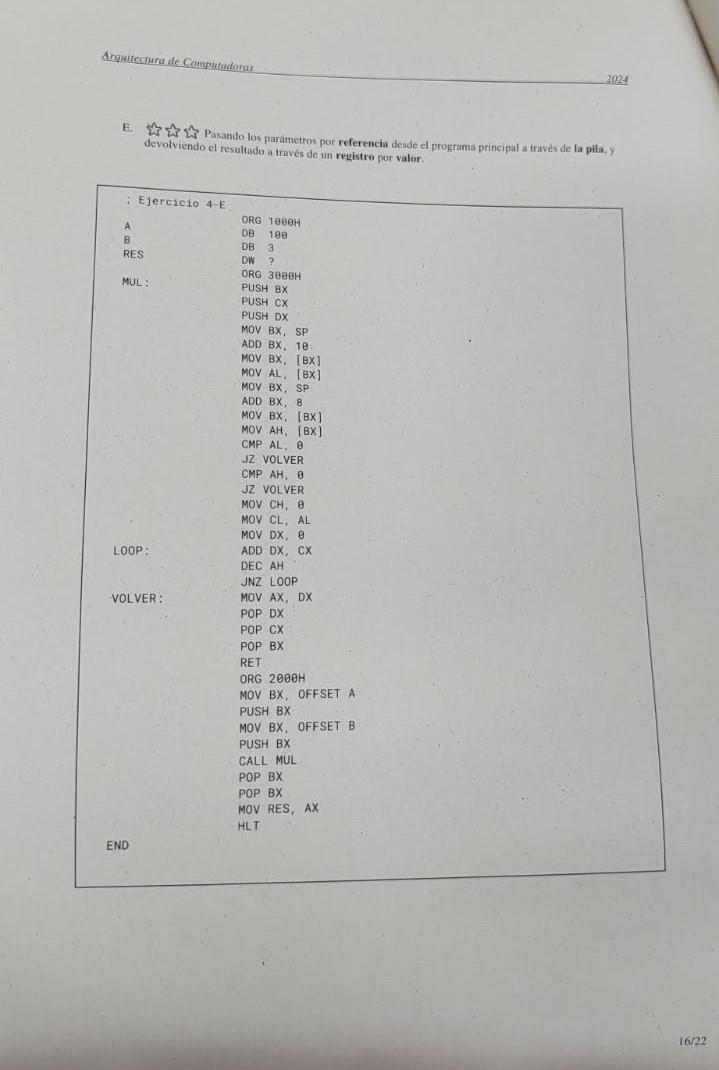 Arquitectura de Computadoras
2024
E. ☆☆☆ Pasando los parámetros por referencia desde el programa principal a través de la pila, y
devolviendo el resultado a través de un registro por valor.
; Ejercicio 4-E
ORG 1000H
A DB 100
B DB 3
RES DW ?
ORG 3000H
MUL: PUSH BX
PUSH CX
PUSH DX
MOV BX, SP
ADD BX, 10
MOV BX, [BX]
MOV AL, [BX]
MOV BX, SP
ADD BX, 8
MOV BX, [BX]
MOV AH, [BX]
CMP AL, 0
JZ VOLVER
CMP AH, 0
JZ VOLVER
MOV CH, 0
MOV CL, AL
MOV DX, 0
LOOP: ADD DX, CX
DEC AH
JNZ LOOP
VOLVER: MOV AX, DX
POP DX
POP CX
POP BX
RET
ORG 2000H
MOV BX, OFFSET A
PUSH BX
MOV BX, OFFSET B
PUSH BX
CALL MUL
POP BX
POP BX
MOV RES, AX
HLT
END
16/22